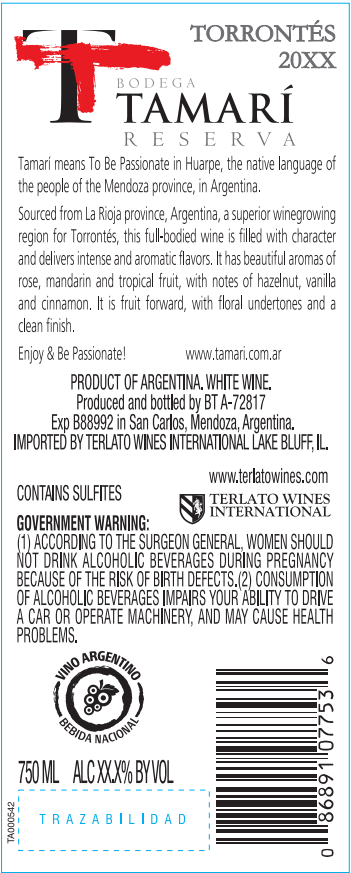 TORRONTÉS
20XX
T
BODEGA
TAMARÍ
RESERVA
Tamarí means To Be Passionate in Huarpe, the native language of
the people of the Mendoza province, in Argentina.
Sourced from La Rioja province, Argentina, a superior winegrowing
region for Torrontés, this full-bodied wine is filled with character
and delivers intense and aromatic flavors. It has beautiful aromas of
rose, mandarin and tropical fruit, with notes of hazelnut, vanilla
and cinnamon. It is fruit forward, with floral undertones and a
clean finish.
Enjoy & Be Passionate! www.tamari.com.ar
PRODUCT OF ARGENTINA. WHITE WINE.
Produced and bottled by BT A-72817
Exp B88992 in San Carlos, Mendoza, Argentina.
IMPORTED BY TERLATO WINES INTERNATIONAL LAKE BLUFF, IL.
www.terlatowines.com
CONTAINS SULFITES
TERLATO WINES
INTERNATIONAL
GOVERNMENT WARNING:
(1) ACCORDING TO THE SURGEON GENERAL, WOMEN SHOULD
NOT DRINK ALCOHOLIC BEVERAGES DURING PREGNANCY
BECAUSE OF THE RISK OF BIRTH DEFECTS.(2) CONSUMPTION
OF ALCOHOLIC BEVERAGES IMPAIRS YOUR ABILITY TO DRIVE
A CAR OR OPERATE MACHINERY, AND MAY CAUSE HEALTH
PROBLEMS.
VINO ARGENTINO
BEBIDA NACIONAL
750 ML ALC XX.X% BY VOL
TRAZABILIDAD
TA000542
0 86891 07753 6